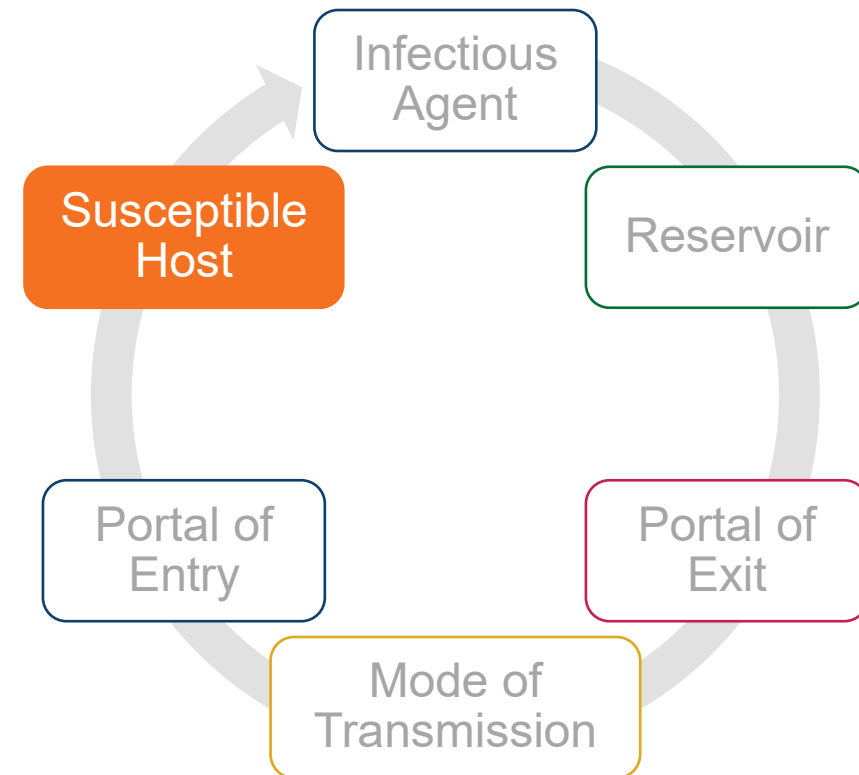 Infectious
Agent
Reservoir
Portal of
Exit
Mode of
Transmission
Portal of
Entry
Susceptible
Host